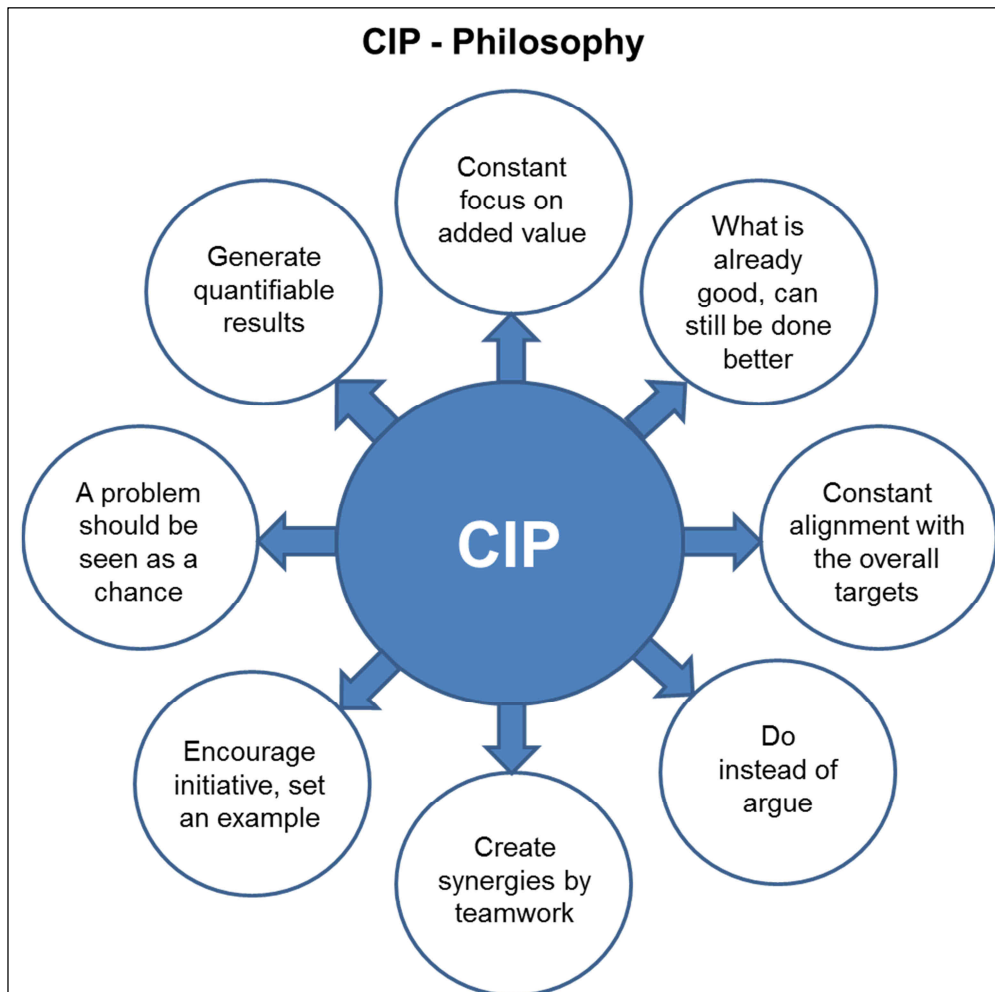 CIP - Philosophy
Constant
focus on
added value
What is
already
good, can
still be done
better
Constant
alignment with
the overall
targets
Do
instead of
argue
Create
synergies by
teamwork
Encourage
initiative, set
an example
A problem
should be
seen as a
chance
Generate
quantifiable
results
CIP